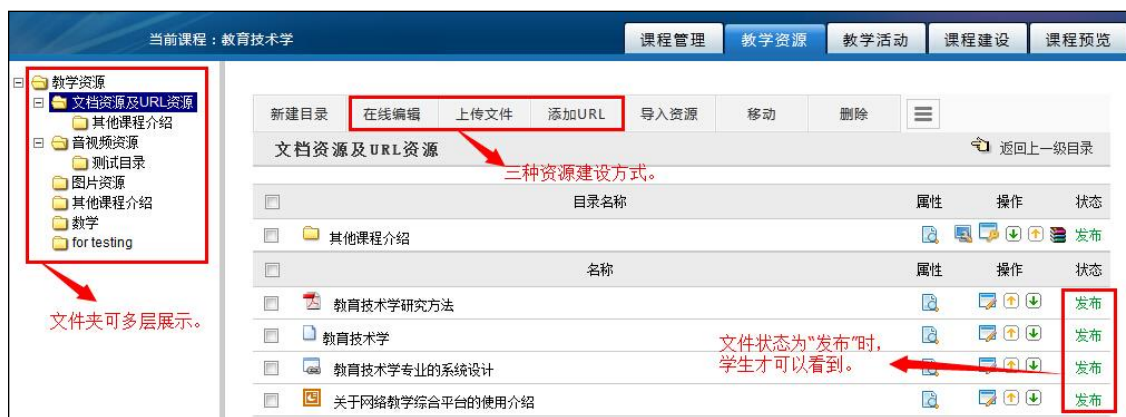 当前课程：教育技术学
课程管理 教学资源 教学活动 课程建设 课程预览
教学资源
文档资源及URL资源
其他课程介绍
音视频资源
测试目录
图片资源
其他课程介绍
数学
for testing
文件夹可多层展示。
新建目录 在线编辑 上传文件 添加URL 导入资源 移动 删除
文档资源及URL资源 返回上一级目录
三种资源建设方式。
目录名称 属性 操作 状态
其他课程介绍 发布
名称 属性 操作 状态
教育技术学研究方法 发布
教育技术学 发布
文件状态为“发布”时，
学生才可以看到。
教育技术学专业的系统设计 发布
关于网络教学综合平台的使用介绍 发布